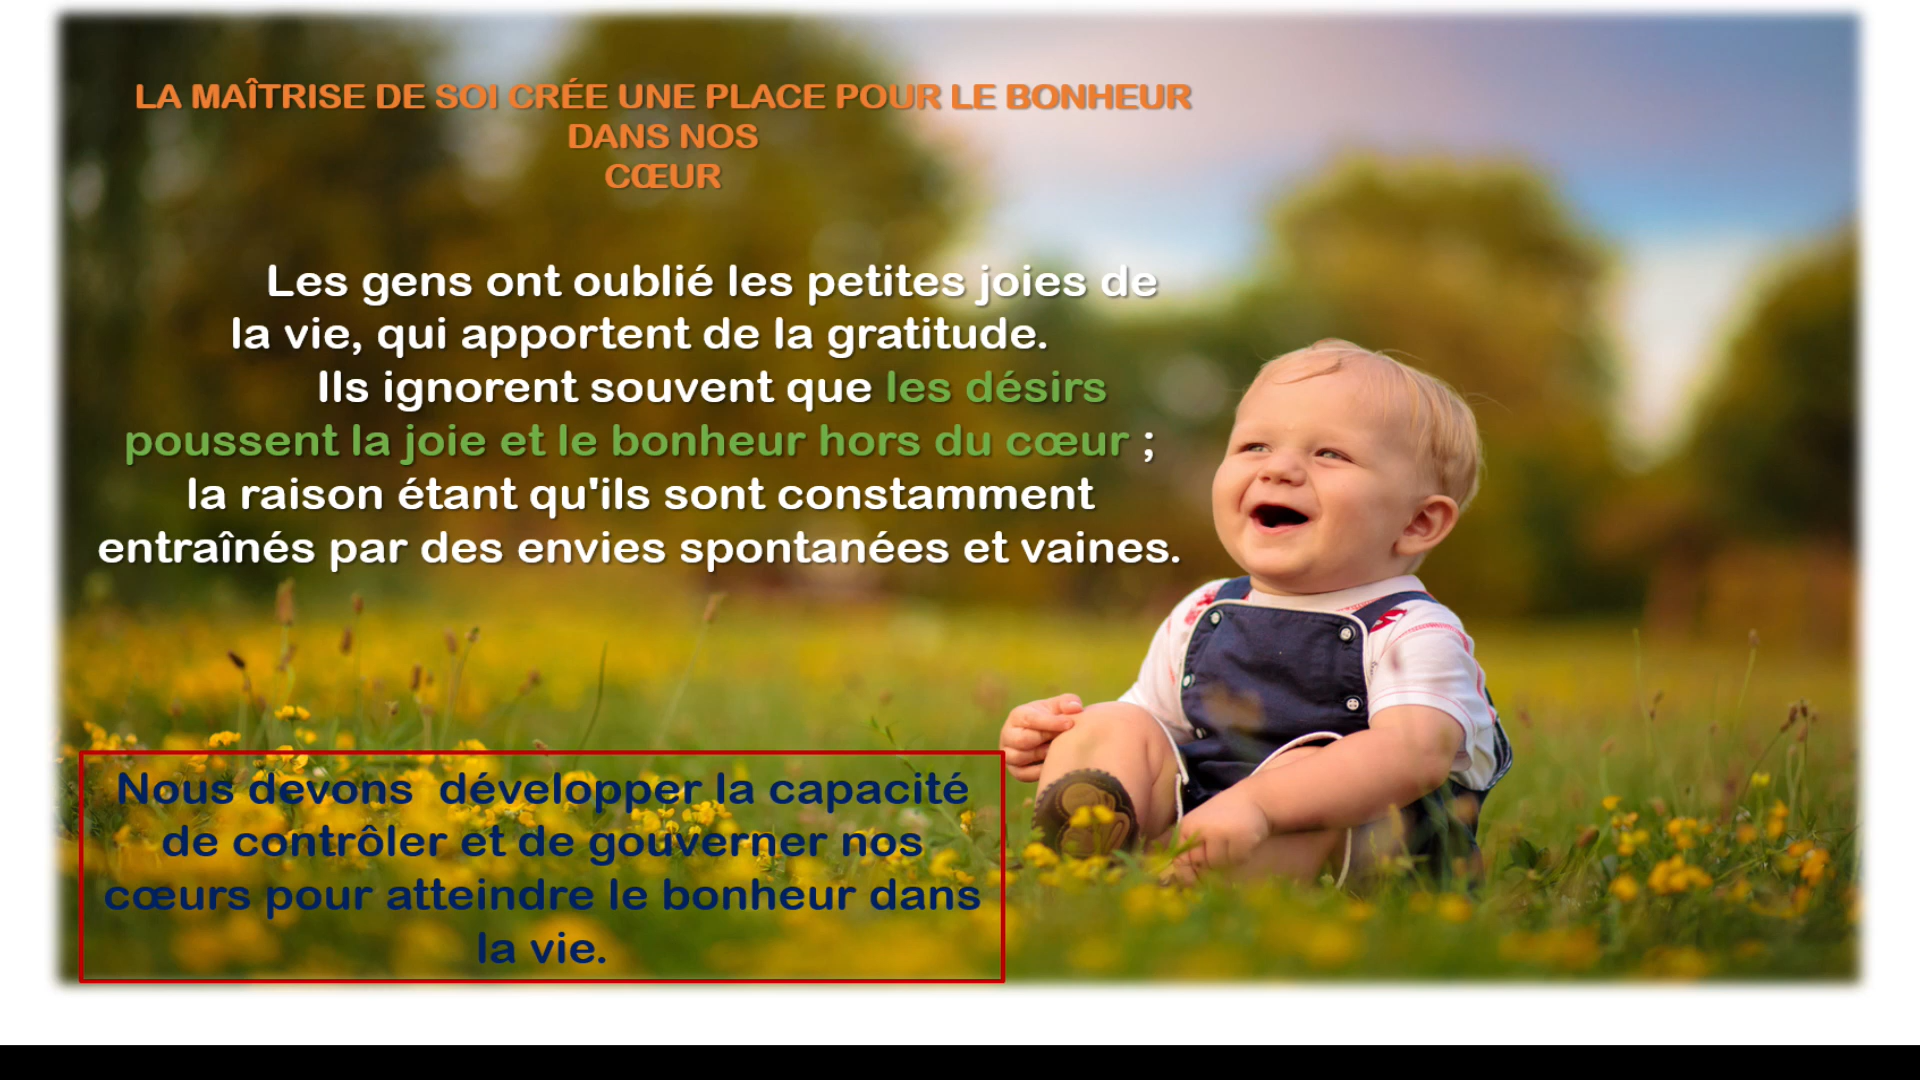 LA MAÎTRISE DE SOI CRÉE UNE PLACE POUR LE BONHEUR
DANS NOS
CŒUR
Les gens ont oublié les petites joies de
la vie, qui apportent de la gratitude.
Ils ignorent souvent que les désirs
poussent la joie et le bonheur hors du cœur ;
la raison étant qu'ils sont constamment
entraînés par des envies spontanées et vaines.
Nous devons  développer la capacité
de contrôler et de gouverner nos
cœurs pour atteindre le bonheur dans
la vie.